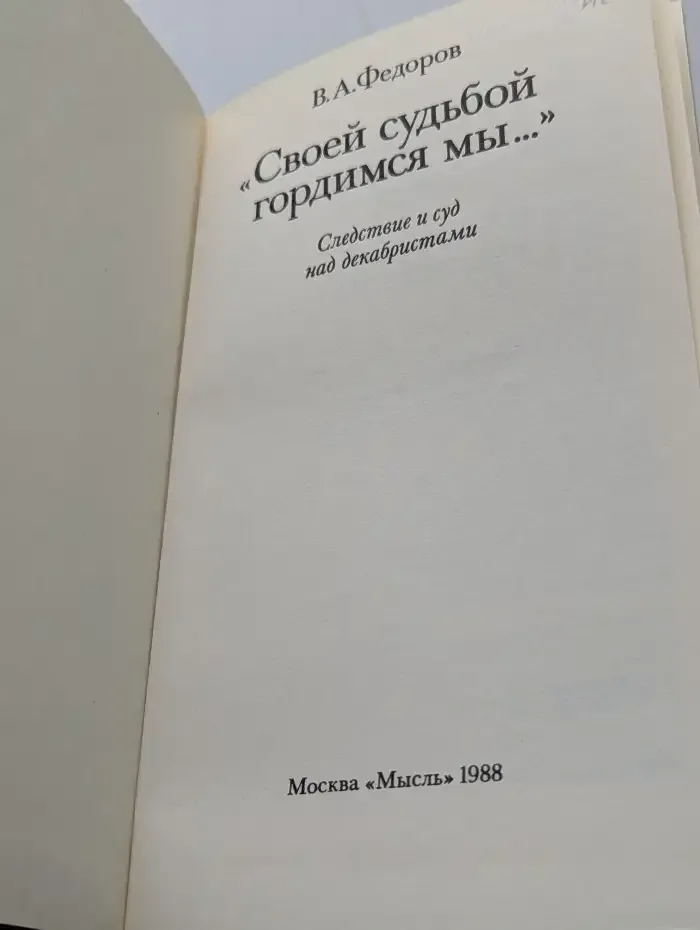 В. А. Федоров
«Своей судьбой
гордимся мы...»
Следствие и суд
над декабристами
Москва «Мысль» 1988